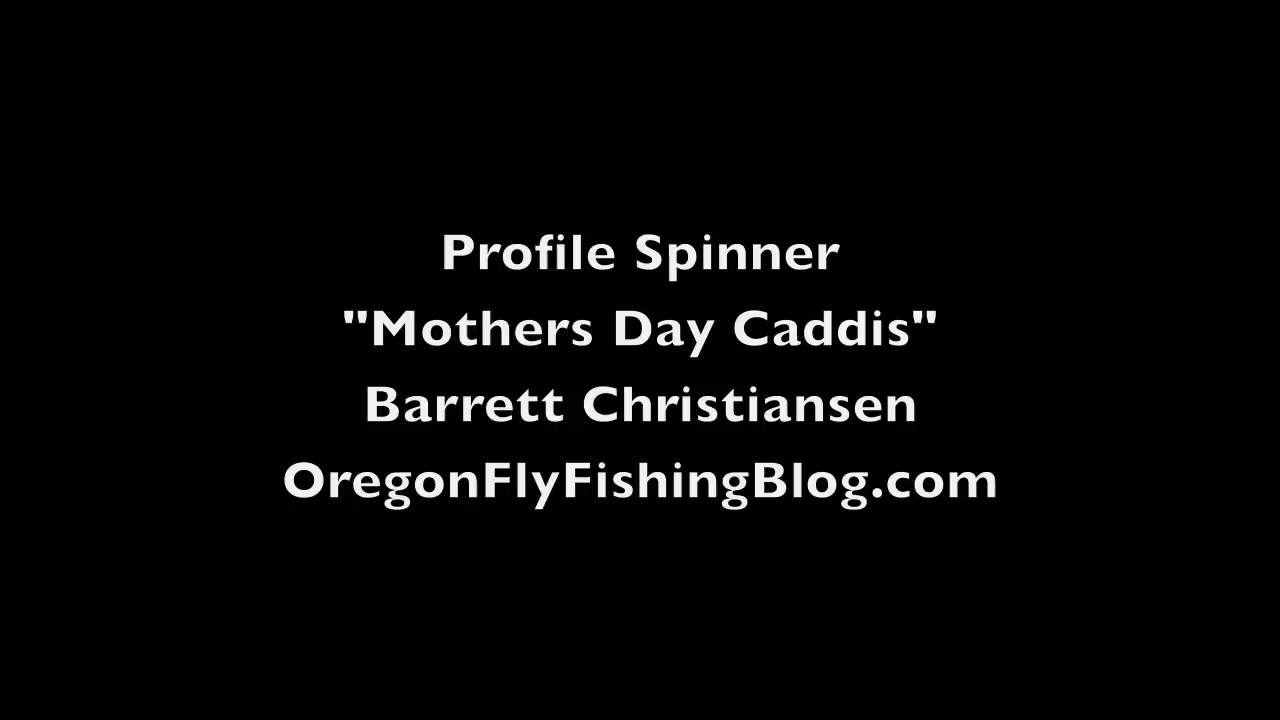 Profile Spinner
"Mothers Day Caddis"
Barrett Christiansen
OregonFlyFishingBlog.com